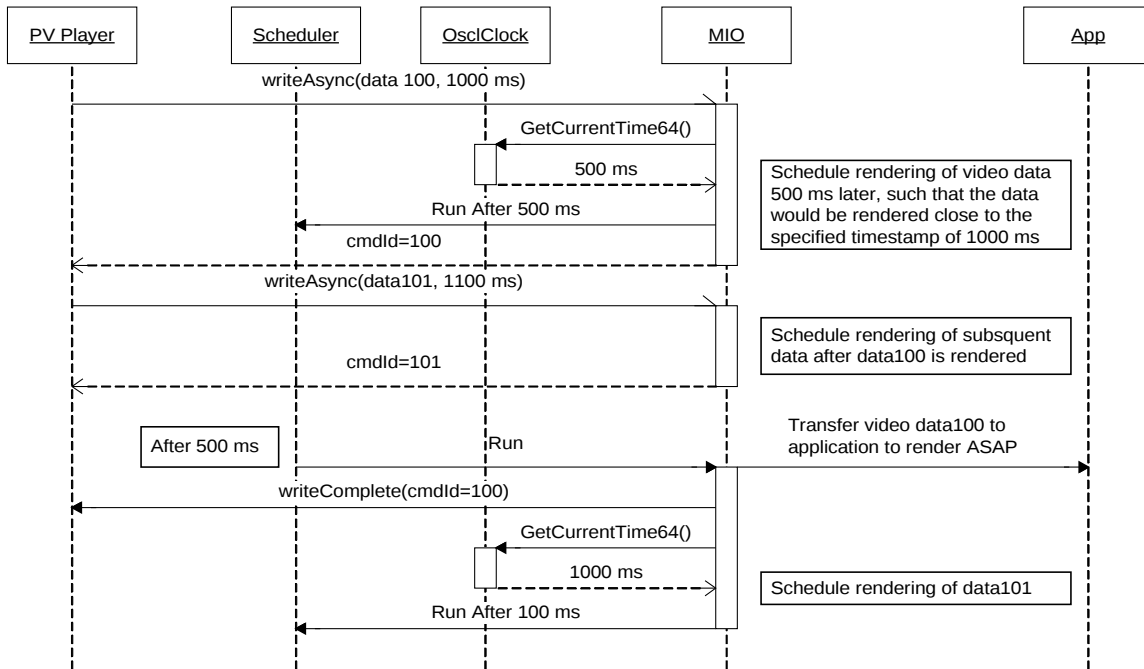 PV Player
Scheduler
OsclClock
MIO
App
writeAsync(data 100, 1000 ms)
GetCurrentTime64()
500 ms
Schedule rendering of video data
500 ms later, such that the data
would be rendered close to the
specified timestamp of 1000 ms
Run After 500 ms
cmdId=100
writeAsync(data101, 1100 ms)
Schedule rendering of subsquent
data after data100 is rendered
cmdId=101
After 500 ms
Run
Transfer video data100 to
application to render ASAP
writeComplete(cmdId=100)
GetCurrentTime64()
1000 ms
Schedule rendering of data101
Run After 100 ms